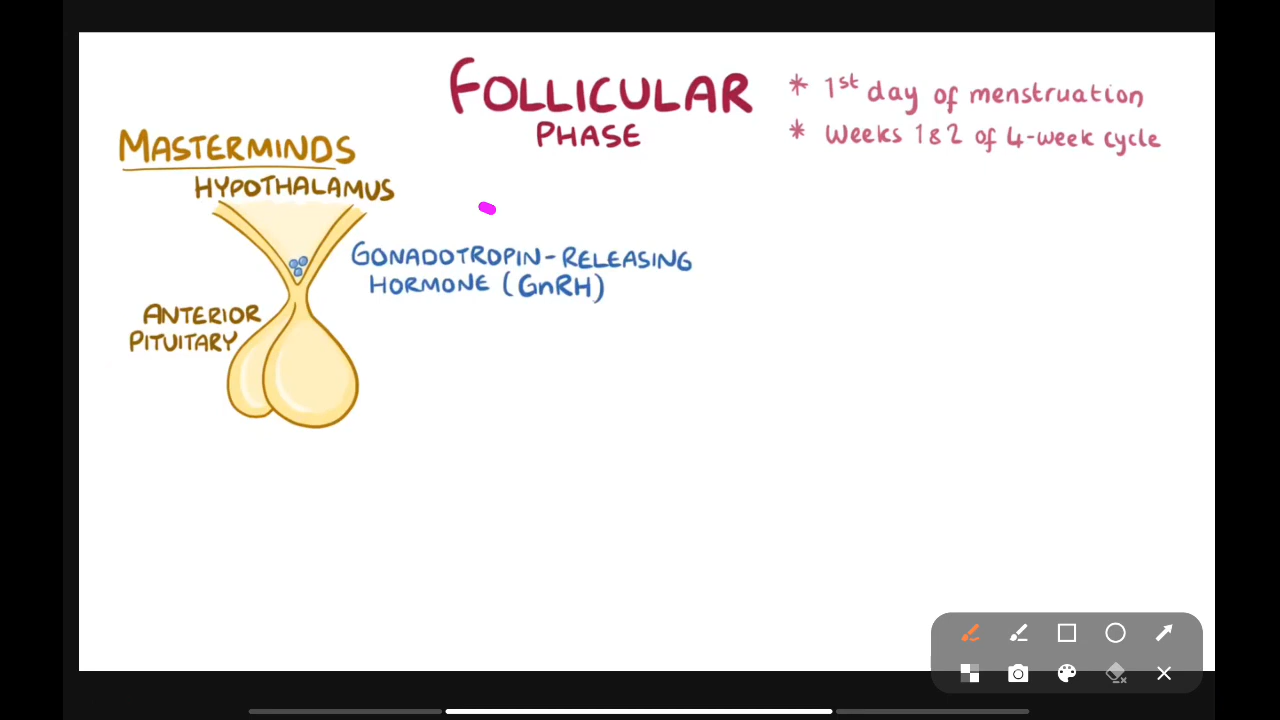 FOLLICULAR
PHASE
* 1st day of menstruation
* Weeks 1 & 2 of 4-week cycle
MASTERMINDS
HYPOTHALAMUS
GONADOTROPIN-RELEASING
HORMONE (GnRH)
ANTERIOR
PITUITARY